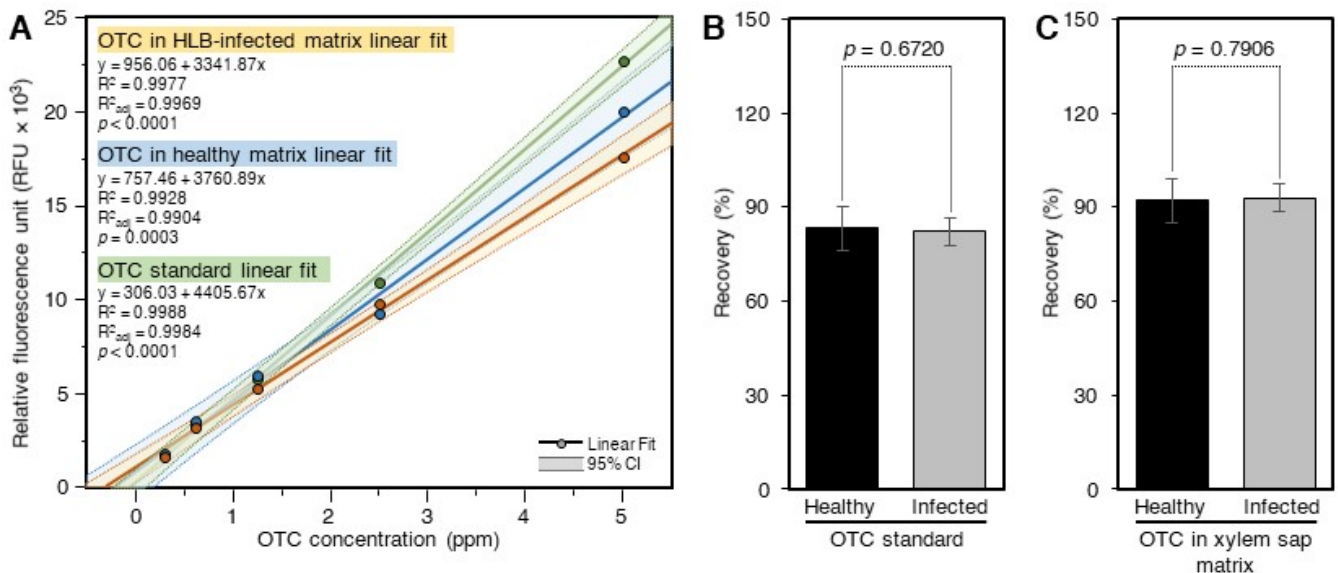 A
OTC in HLB-infected matrix linear fit
y = 956.06 + 3341.87x
R² = 0.9977
R²adj = 0.9969
p < 0.0001
OTC in healthy matrix linear fit
y = 757.46 + 3760.89x
R² = 0.9928
R²adj = 0.9904
p = 0.0003
OTC standard linear fit
y = 306.03 + 4405.67x
R² = 0.9988
R²adj = 0.9984
p < 0.0001
Linear Fit
95% CI
Relative fluorescence unit (RFU × 10³)
25
20
15
10
5
0
0 1 2 3 4 5
OTC concentration (ppm)
B
p = 0.6720
Recovery (%)
150
120
90
60
30
0
Healthy Infected
OTC standard
C
p = 0.7906
Recovery (%)
150
120
90
60
30
0
Healthy Infected
OTC in xylem sap
matrix